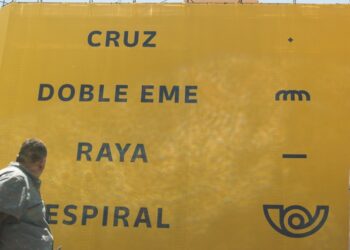 CRUZ
DOBLE EME
RAYA
ESPIRAL